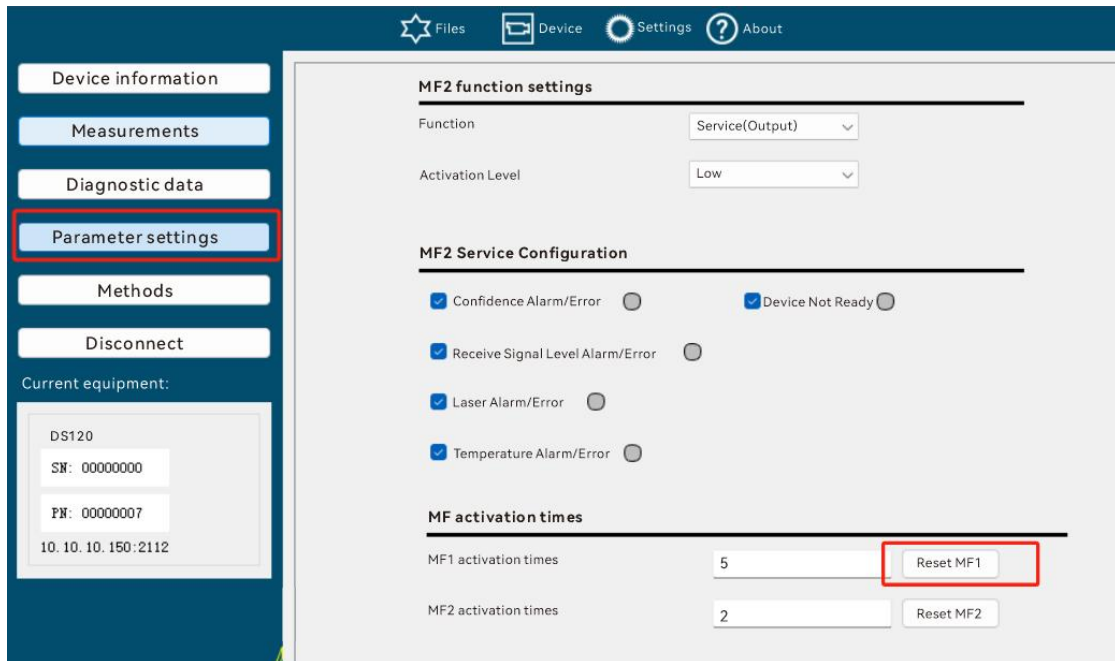 Files Device Settings About
Device information
Measurements
Diagnostic data
Parameter settings
Methods
Disconnect
Current equipment:
DS120
SN: 00000000
PN: 00000007
10.10.10.150:2112
MF2 function settings
Function Service(Output)
Activation Level Low
MF2 Service Configuration
Confidence Alarm/Error Device Not Ready
Receive Signal Level Alarm/Error
Laser Alarm/Error
Temperature Alarm/Error
MF activation times
MF1 activation times 5 Reset MF1
MF2 activation times 2 Reset MF2